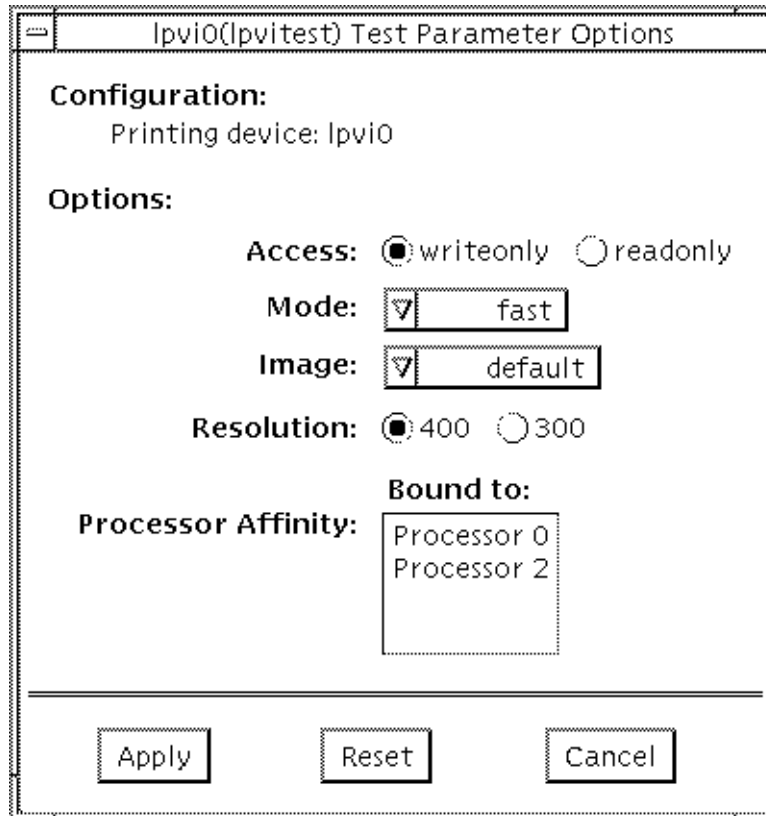 lpvi0(lpvitest) Test Parameter Options
Configuration:
Printing device: lpvi0
Options:
Access: writeonly readonly
Mode: fast
Image: default
Resolution: 400 300
Bound to:
Processor Affinity:
Processor 0
Processor 2
Apply Reset Cancel